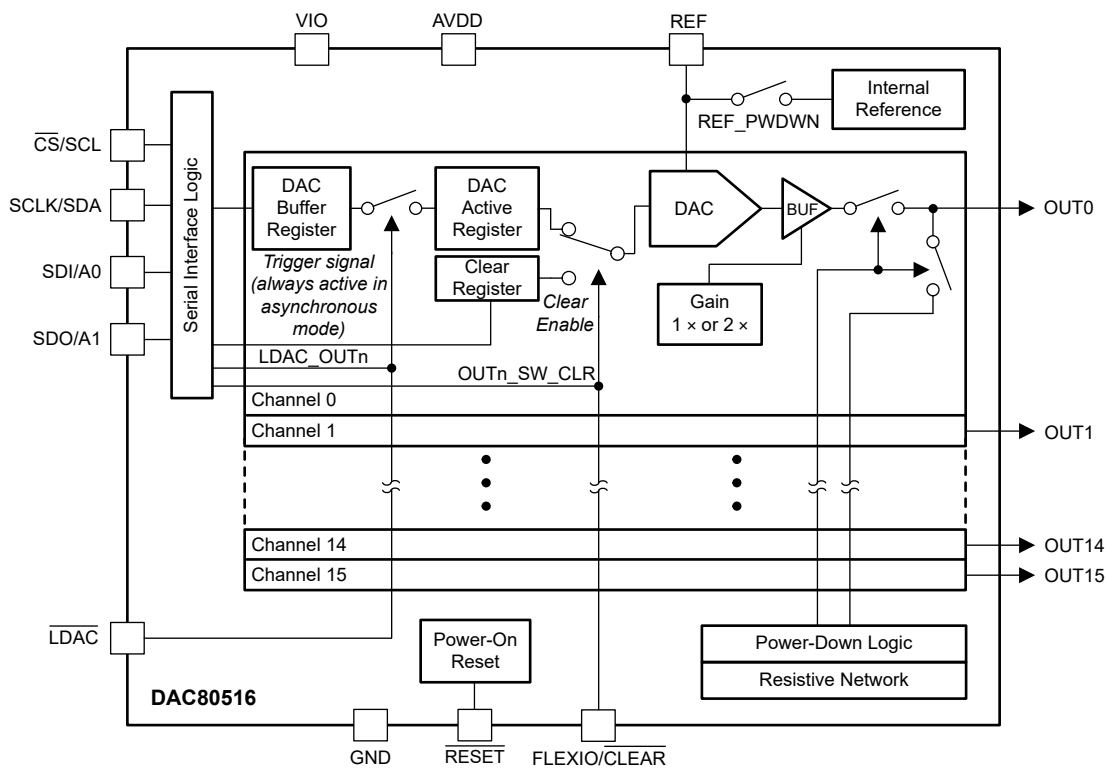 VIO
AVDD
REF
Internal
Reference
REF_PWDWN
CS/SCL
SCLK/SDA
SDI/A0
SDO/A1
Serial Interface Logic
DAC
Buffer
Register
DAC
Active
Register
Trigger signal
(always active in
asynchronous
mode)
Clear
Register
Clear
Enable
DAC
BUF
Gain
1 × or 2 ×
OUT0
LDAC_OUTn
OUTn_SW_CLR
Channel 0
Channel 1
OUT1
Channel 14
OUT14
Channel 15
OUT15
LDAC
Power-On
Reset
Power-Down Logic
Resistive Network
DAC80516
GND
RESET
FLEXIO/CLEAR